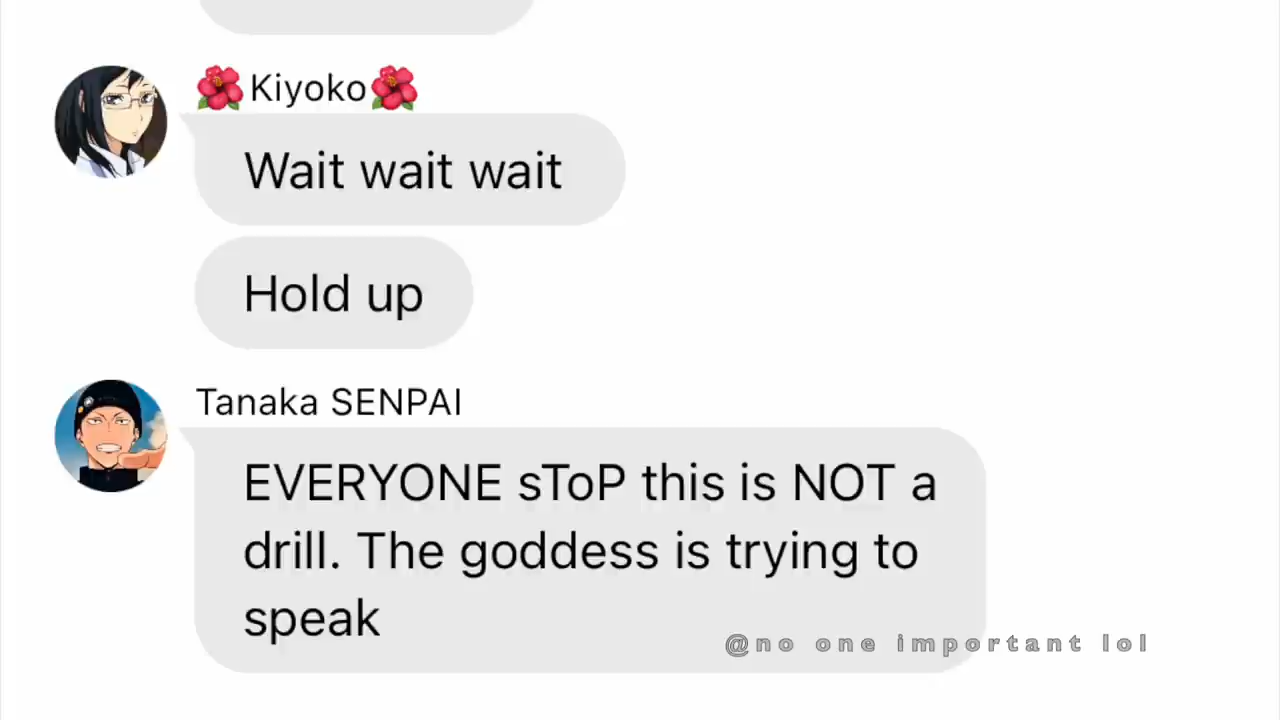 🌺Kiyoko🌺
Wait wait wait
Hold up
Tanaka SENPAI
EVERYONE sToP this is NOT a
drill. The goddess is trying to
speak
@no one important lol